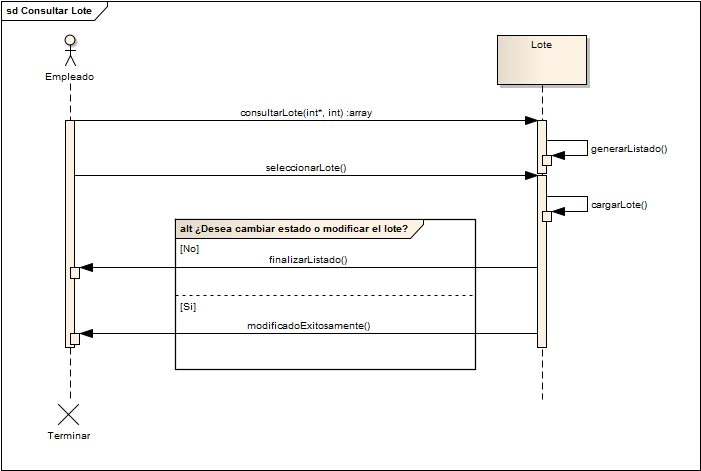 sd Consultar Lote
Empleado
Lote
consultarLote(int*, int) :array
generarListado()
seleccionarLote()
cargarLote()
alt ¿Desea cambiar estado o modificar el lote?
[No]
finalizarListado()
[Si]
modificadoExitosamente()
Terminar